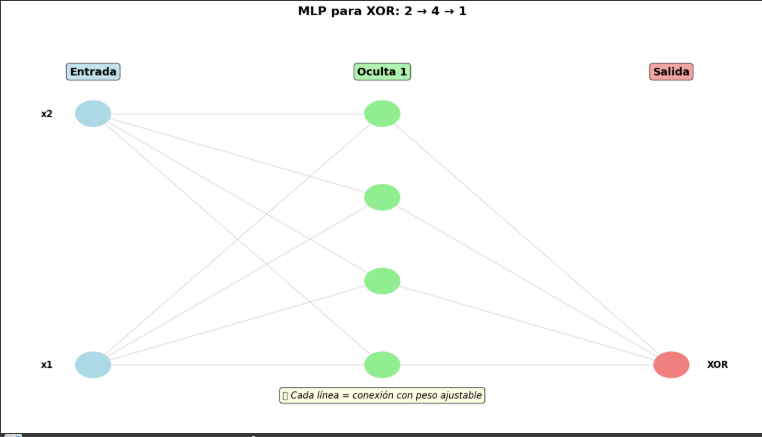 MLP para XOR: 2 → 4 → 1
Entrada
Oculta 1
Salida
x2
x1
XOR
Cada línea = conexión con peso ajustable